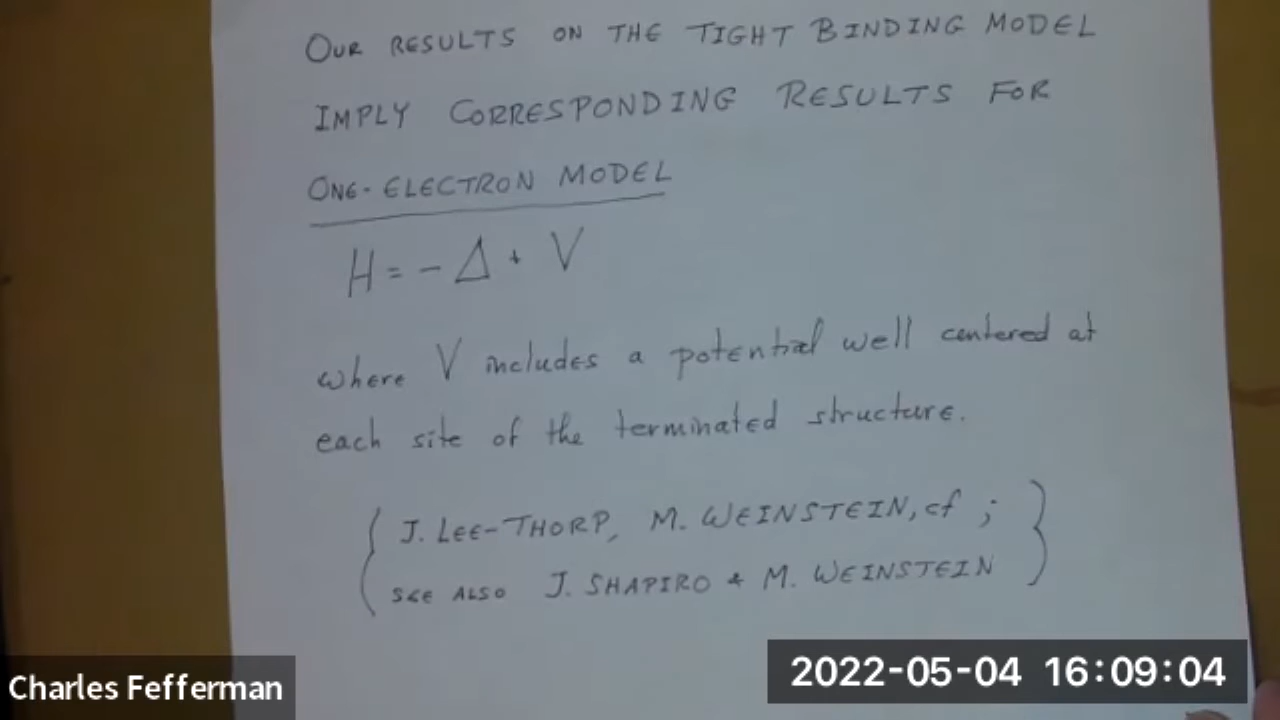 OUR RESULTS ON THE TIGHT BINDING MODEL
IMPLY CORRESPONDING RESULTS FOR
ONE-ELECTRON MODEL
H = - Δ + V
where V includes a potential well centered at
each site of the terminated structure.
{ J. LEE-THORP, M. WEINSTEIN, cf ; }
SEE ALSO J. SHAPIRO + M. WEINSTEIN
Charles Fefferman
2022-05-04 16:09:04